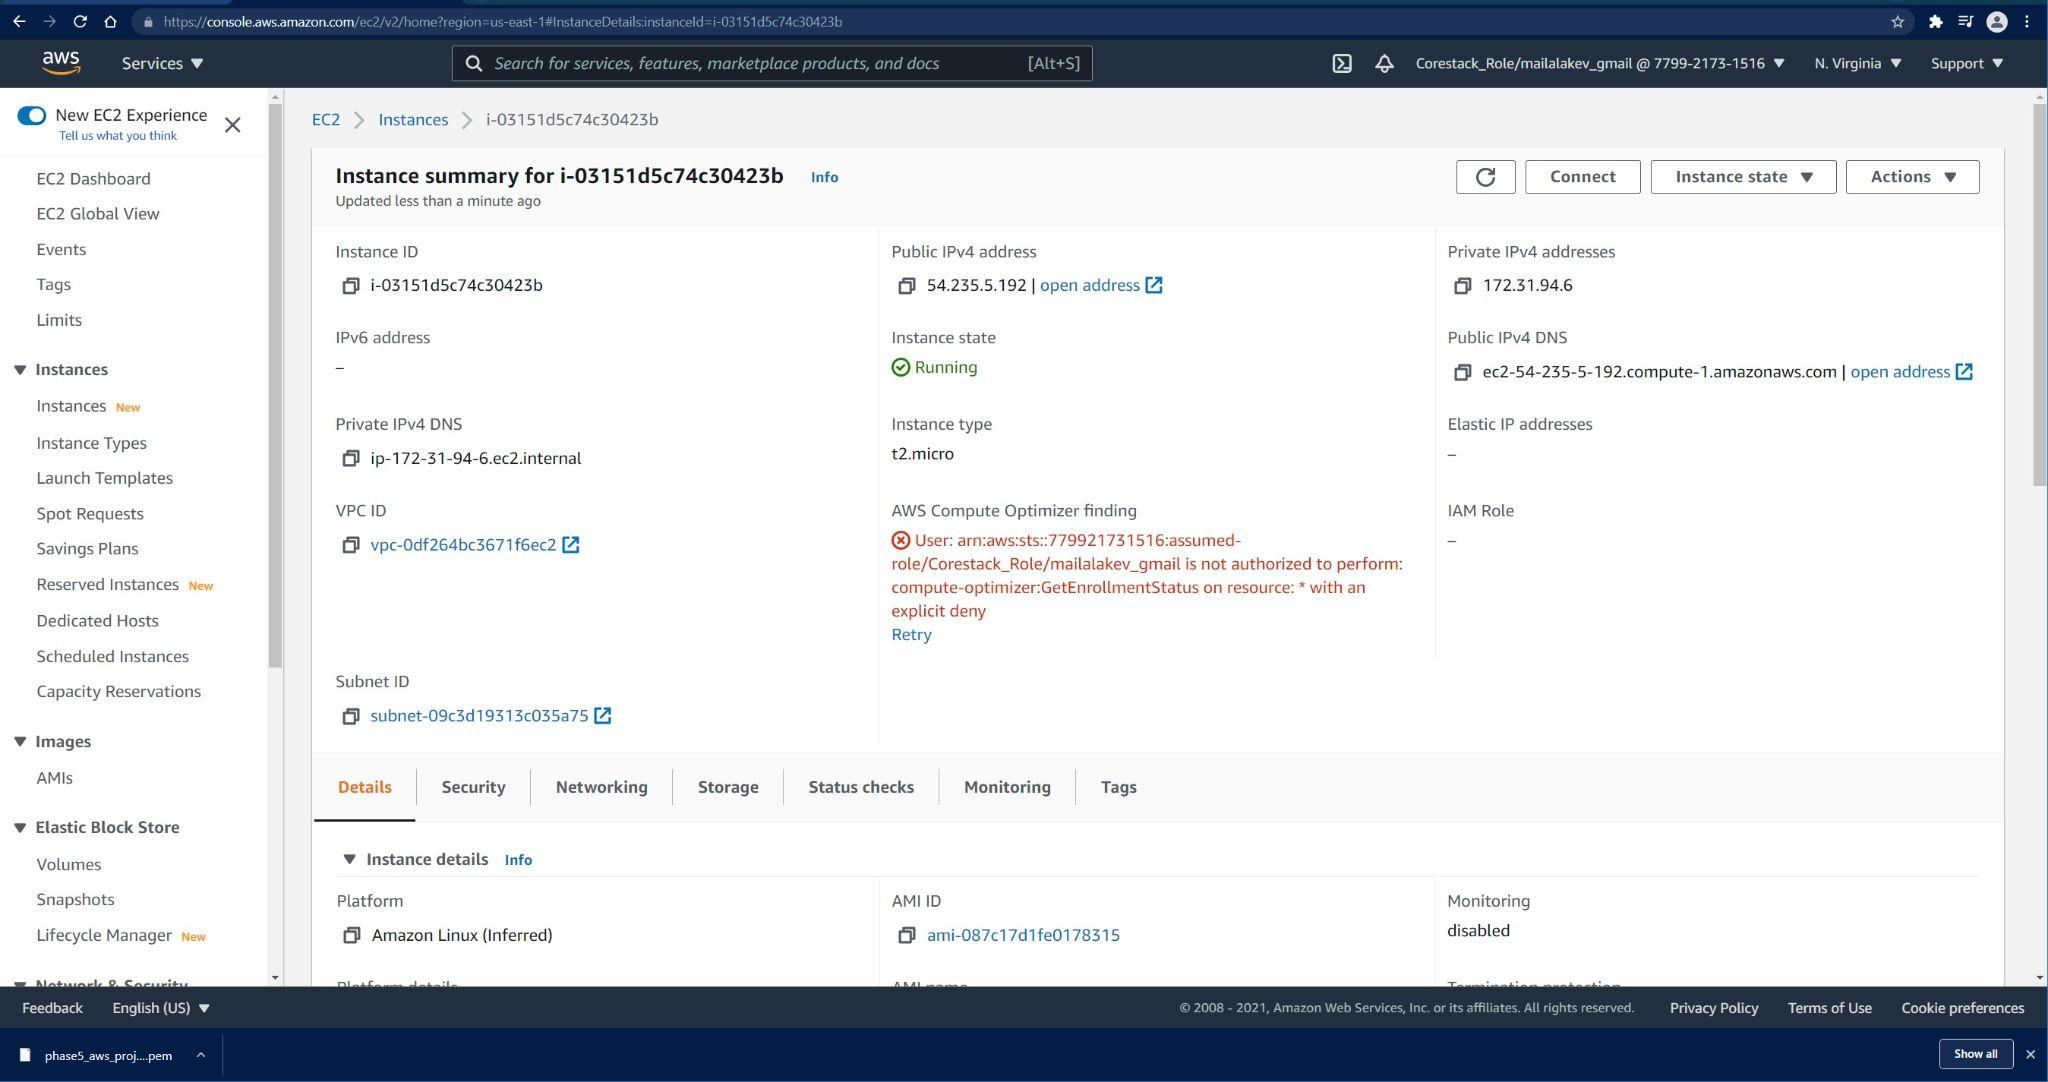 https://console.aws.amazon.com/ec2/v2/home?region=us-east-1#InstanceDetails:instanceId=i-03151d5c74c30423b
aws
Services
Search for services, features, marketplace products, and docs
[Alt+S]
Corestack_Role/mailalakev_gmail @ 7799-2173-1516
N. Virginia
Support
New EC2 Experience
Tell us what you think
EC2 Dashboard
EC2 Global View
Events
Tags
Limits
Instances
Instances New
Instance Types
Launch Templates
Spot Requests
Savings Plans
Reserved Instances New
Dedicated Hosts
Scheduled Instances
Capacity Reservations
Images
AMIs
Elastic Block Store
Volumes
Snapshots
Lifecycle Manager New
Network & Security
EC2
Instances
i-03151d5c74c30423b
Instance summary for i-03151d5c74c30423b Info
Updated less than a minute ago
Connect
Instance state
Actions
Instance ID
i-03151d5c74c30423b
Public IPv4 address
54.235.5.192 | open address
Private IPv4 addresses
172.31.94.6
IPv6 address
–
Instance state
Running
Public IPv4 DNS
ec2-54-235-5-192.compute-1.amazonaws.com | open address
Private IPv4 DNS
ip-172-31-94-6.ec2.internal
Instance type
t2.micro
Elastic IP addresses
–
VPC ID
vpc-0df264bc3671f6ec2
AWS Compute Optimizer finding
User: arn:aws:sts::779921731516:assumed-
role/Corestack_Role/mailalakev_gmail is not authorized to perform:
compute-optimizer:GetEnrollmentStatus on resource: * with an
explicit deny
Retry
IAM Role
–
Subnet ID
subnet-09c3d19313c035a75
Details
Security
Networking
Storage
Status checks
Monitoring
Tags
Instance details Info
Platform
Amazon Linux (Inferred)
AMI ID
ami-087c17d1fe0178315
Monitoring
disabled
Platform details
AMI name
Termination protection
Feedback
English (US)
© 2008 - 2021, Amazon Web Services, Inc. or its affiliates. All rights reserved.
Privacy Policy
Terms of Use
Cookie preferences
phase5_aws_proj....pem
Show all